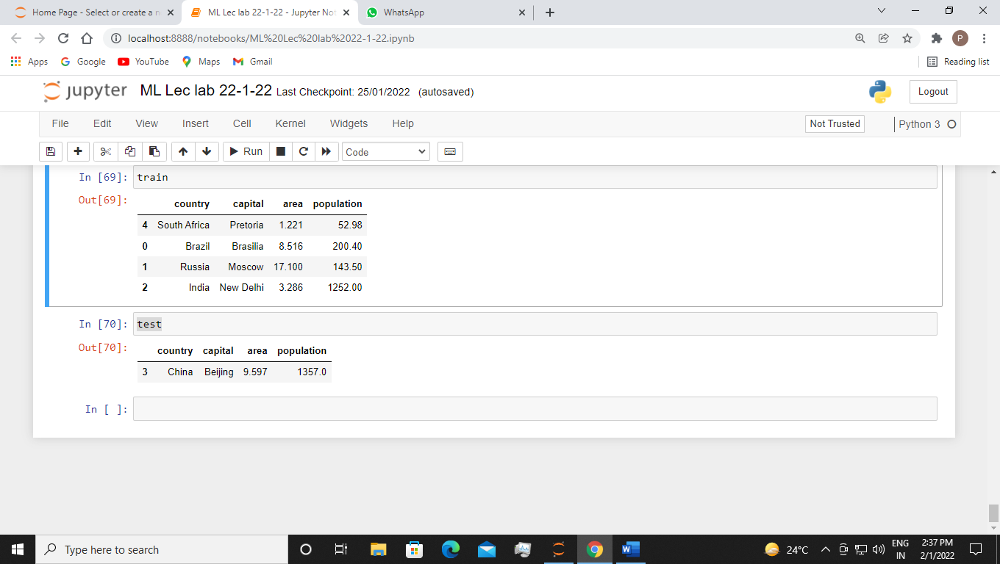 Home Page - Select or create a n
ML Lec lab 22-1-22 - Jupyter Not
WhatsApp
localhost:8888/notebooks/ML%20Lec%20lab%2022-1-22.ipynb
P
Apps Google YouTube Maps Gmail Reading list
jupyter ML Lec lab 22-1-22 Last Checkpoint: 25/01/2022 (autosaved) Logout
File Edit View Insert Cell Kernel Widgets Help Not Trusted Python 3
Run Code
In [69]: train
Out[69]:
country capital area population
4 South Africa Pretoria 1.221 52.98
0 Brazil Brasilia 8.516 200.40
1 Russia Moscow 17.100 143.50
2 India New Delhi 3.286 1252.00
In [70]: test
Out[70]:
country capital area population
3 China Beijing 9.597 1357.0
In [ ]:
Type here to search
24°C
ENG
IN
2:37 PM
2/1/2022